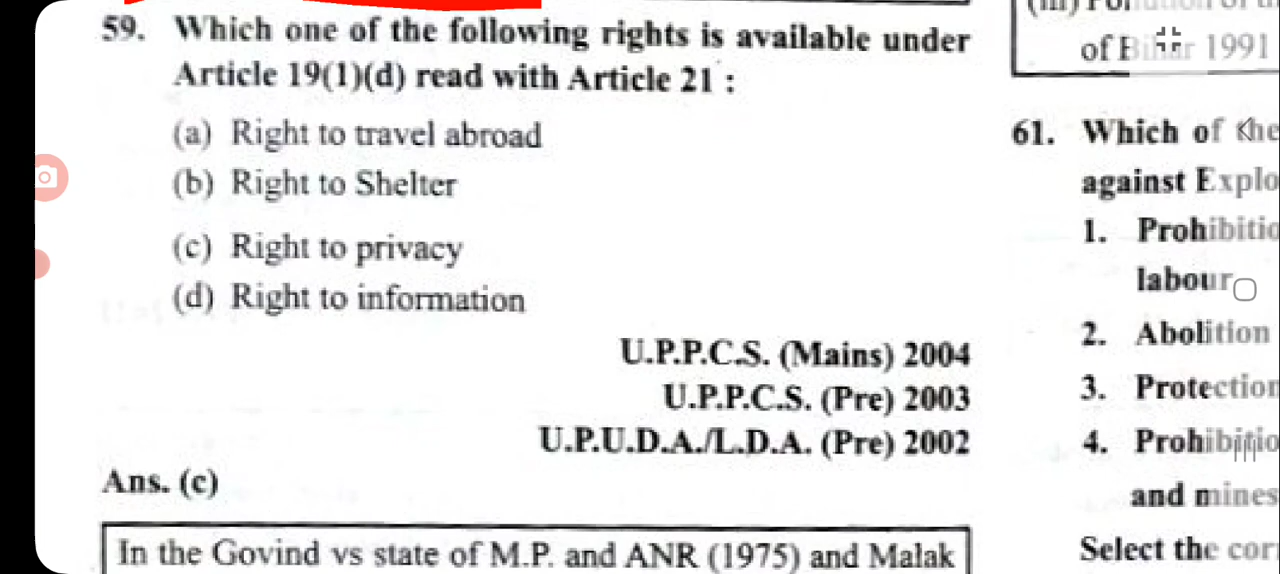 59. Which one of the following rights is available under
Article 19(1)(d) read with Article 21 :
(a) Right to travel abroad
(b) Right to Shelter
(c) Right to privacy
(d) Right to information
U.P.P.C.S. (Mains) 2004
U.P.P.C.S. (Pre) 2003
U.P.U.D.A./L.D.A. (Pre) 2002
Ans. (c)
In the Govind vs state of M.P. and ANR (1975) and Malak
of 1991
61. Which of the
against Explo
1. Prohibitio
labour
2. Abolition
3. Protection
4. Prohibitio
and mines
Select the corr